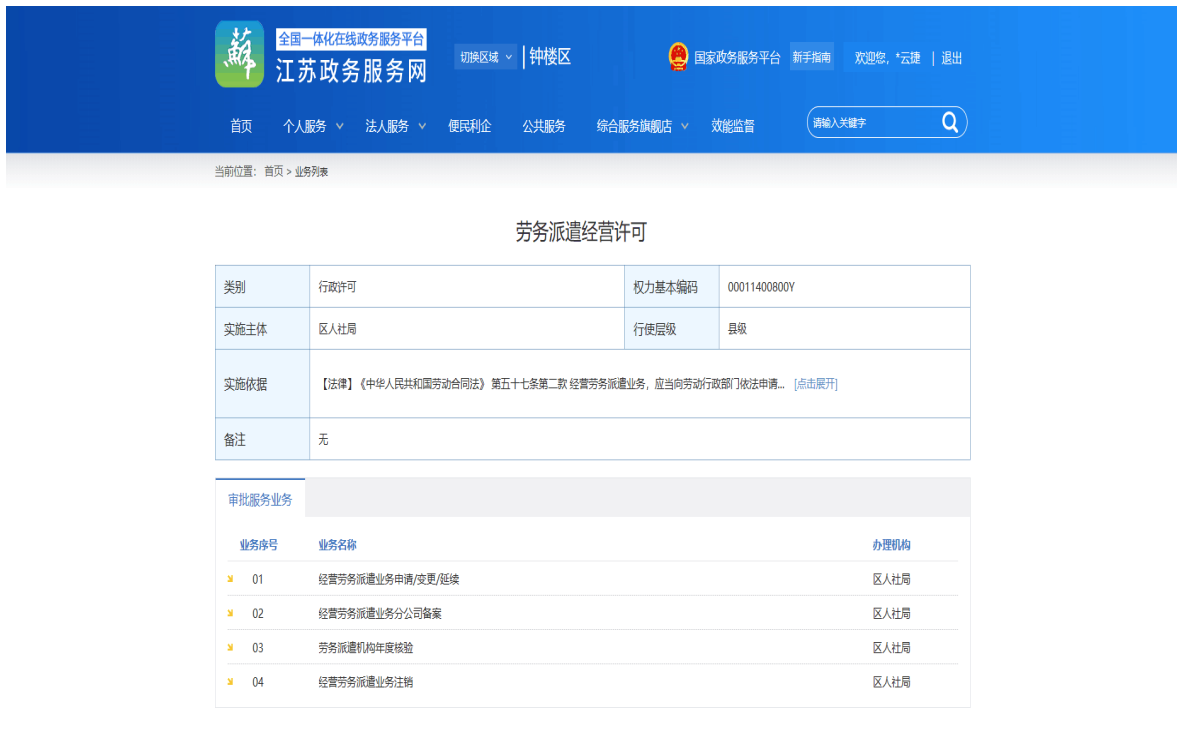 蘇
全国一体化在线政务服务平台
江苏政务服务网
切换区域
钟楼区
国家政务服务平台 新手指南 欢迎您，*云捷 | 退出
首页 个人服务 法人服务 便民利企 公共服务 综合服务旗舰店 效能监督 请输入关键字
当前位置： 首页 > 业务列表
劳务派遣经营许可
类别 行政许可 权力基本编码 00011400800Y
实施主体 区人社局 行使层级 县级
实施依据 【法律】《中华人民共和国劳动合同法》 第五十七条第二款 经营劳务派遣业务，应当向劳动行政部门依法申请... [点击展开]
备注 无
审批服务业务
业务序号 业务名称 办理机构
01 经营劳务派遣业务申请/变更/延续 区人社局
02 经营劳务派遣业务分公司备案 区人社局
03 劳务派遣机构年度核验 区人社局
04 经营劳务派遣业务注销 区人社局